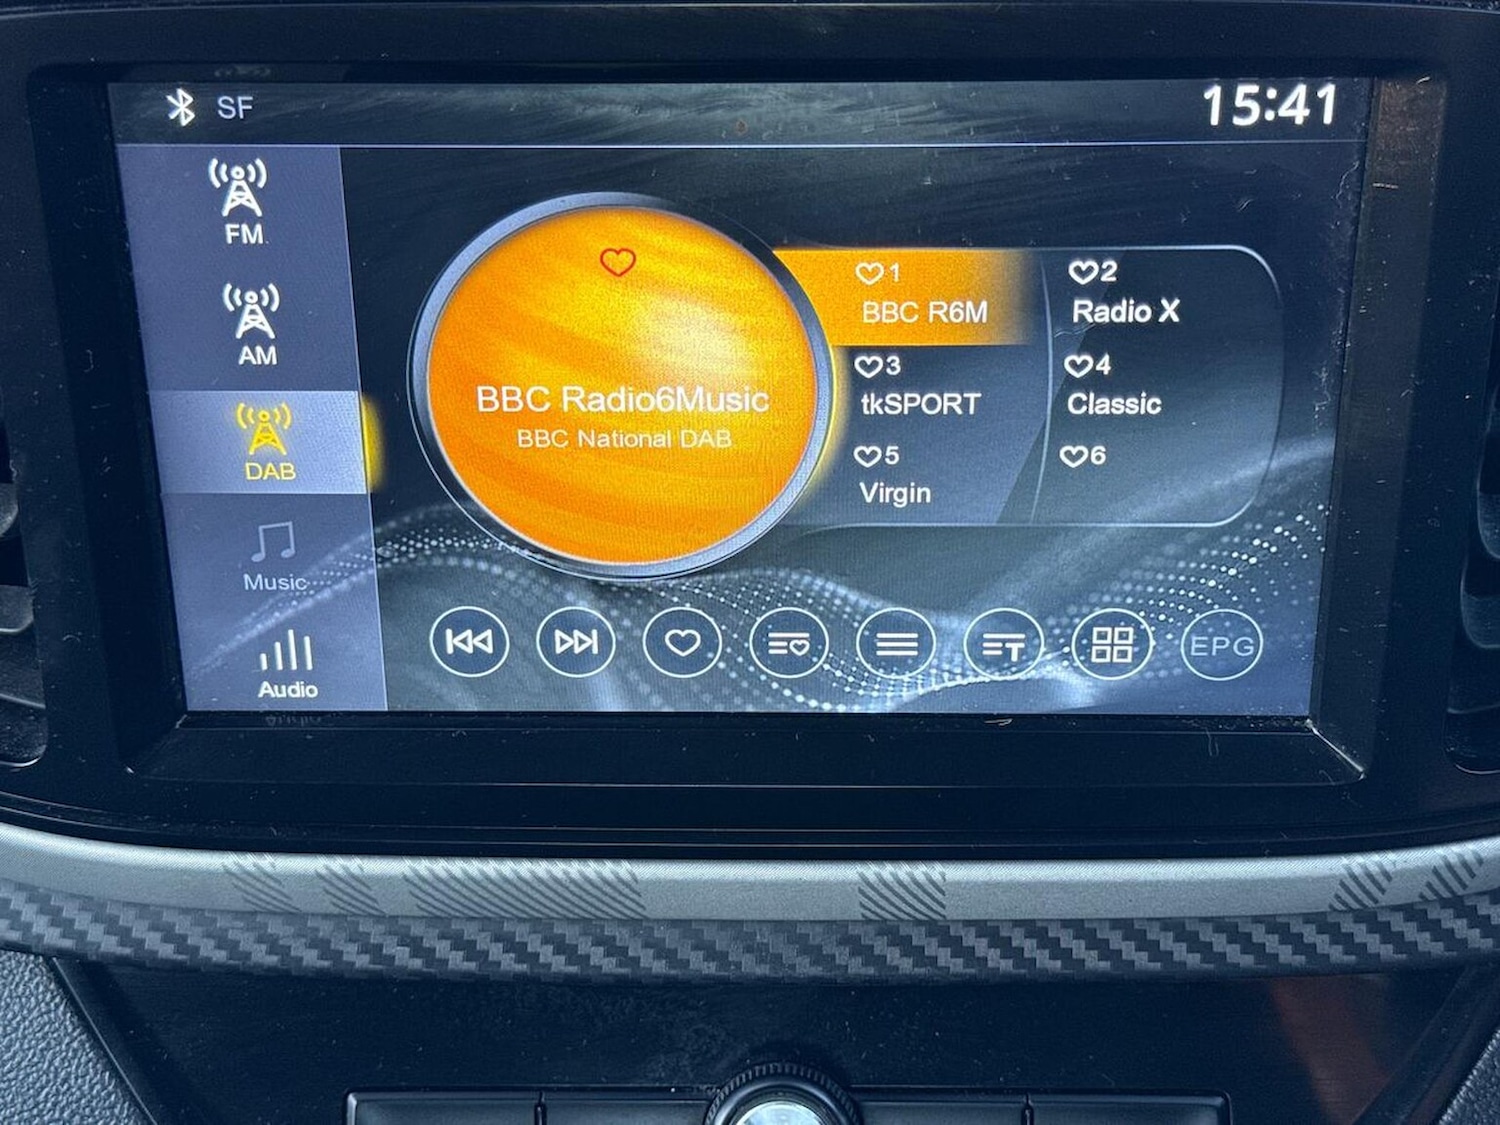 SF
15:41
FM
AM
DAB
Music
Audio
BBC Radio6Music
BBC National DAB
1
BBC R6M
2
Radio X
3
tkSPORT
4
Classic
5
Virgin
6
T
EPG